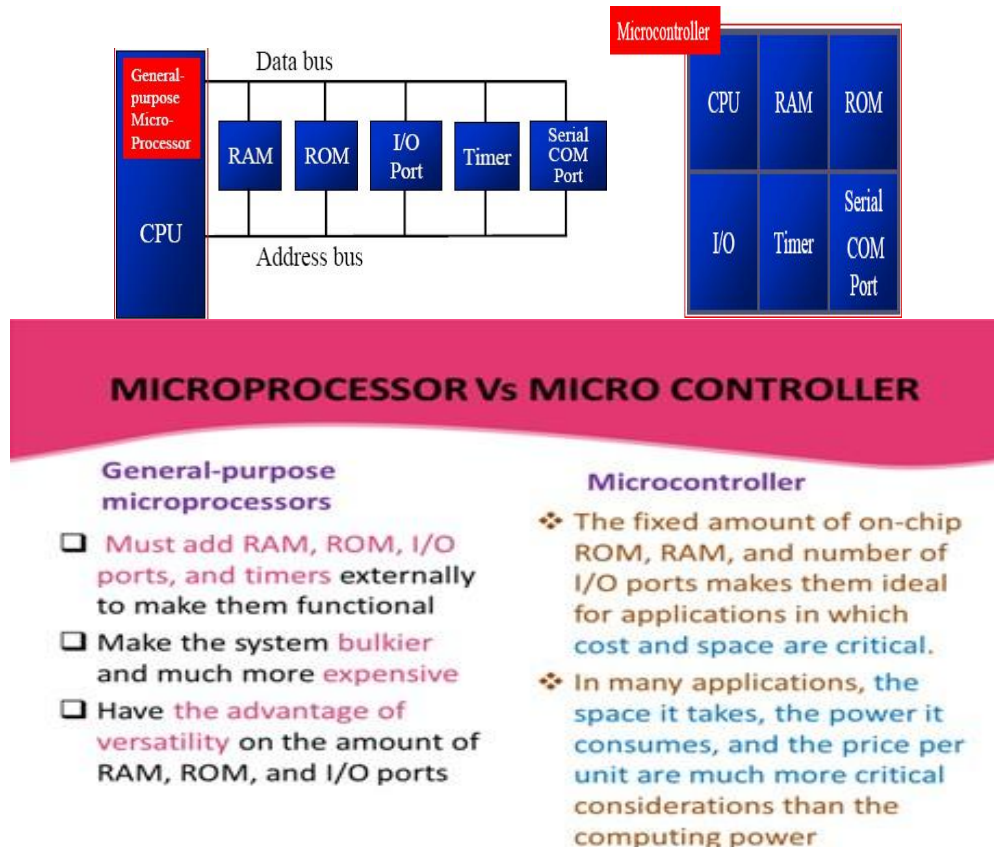 Data bus
General-
purpose
Micro-
Processor
CPU
RAM
ROM
I/O
Port
Timer
Serial
COM
Port
Address bus
Microcontroller
CPU
RAM
ROM
I/O
Timer
Serial
COM
Port
MICROPROCESSOR Vs MICRO CONTROLLER
General-purpose
microprocessors
Must add RAM, ROM, I/O
ports, and timers externally
to make them functional
Make the system bulkier
and much more expensive
Have the advantage of
versatility on the amount of
RAM, ROM, and I/O ports
Microcontroller
The fixed amount of on-chip
ROM, RAM, and number of
I/O ports makes them ideal
for applications in which
cost and space are critical.
In many applications, the
space it takes, the power it
consumes, and the price per
unit are much more critical
considerations than the
computing power